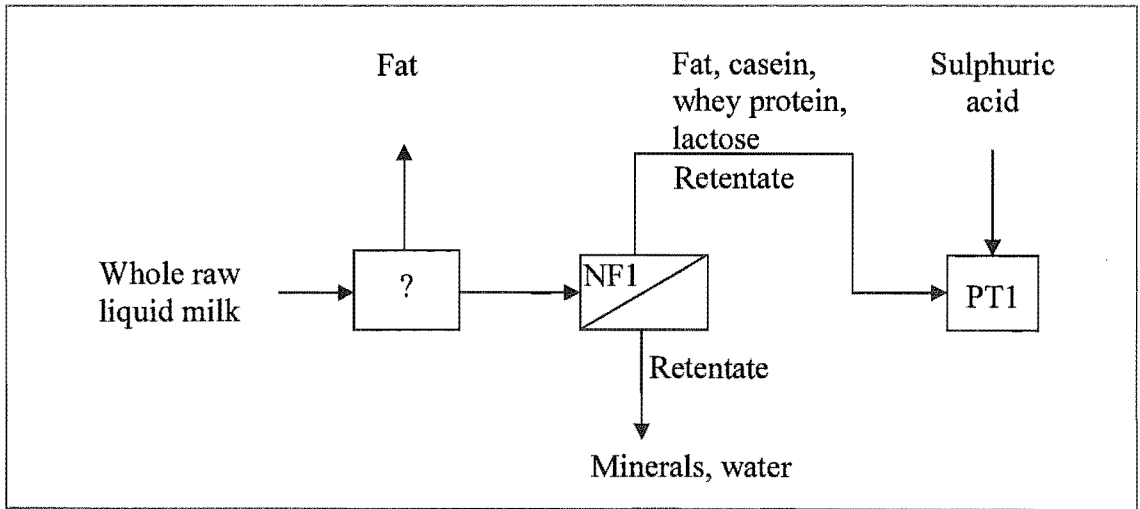 Fat
Fat, casein,
whey protein,
lactose
Retentate
Sulphuric
acid
Whole raw
liquid milk
?
NF1
PT1
Retentate
Minerals, water